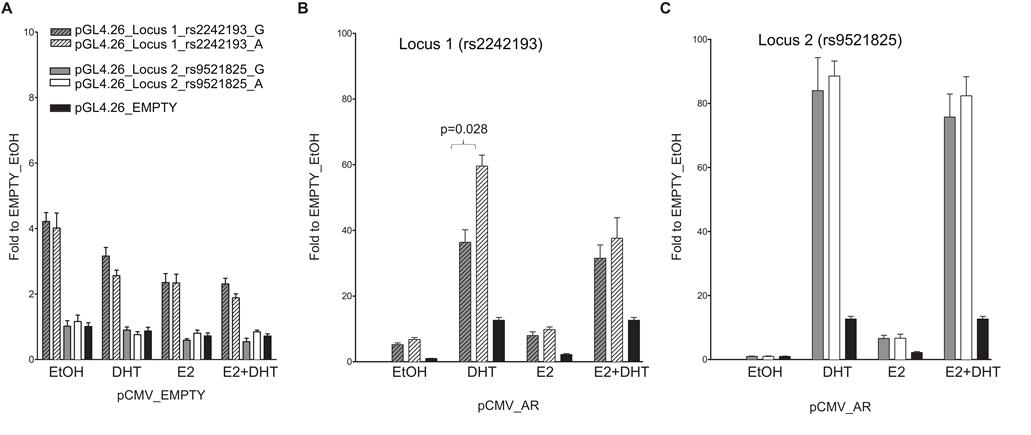 A
pGL4.26_Locus 1_rs2242193_G
pGL4.26_Locus 1_rs2242193_A
pGL4.26_Locus 2_rs9521825_G
pGL4.26_Locus 2_rs9521825_A
pGL4.26_EMPTY
Fold to EMPTY_EtOH
10
8
6
4
2
0
EtOH DHT E2 E2+DHT
pCMV_EMPTY
B
Locus 1 (rs2242193)
p=0.028
Fold to EMPTY_EtOH
100
80
60
40
20
0
EtOH DHT E2 E2+DHT
pCMV_AR
C
Locus 2 (rs9521825)
Fold to EMPTY_EtOH
100
80
60
40
20
0
EtOH DHT E2 E2+DHT
pCMV_AR